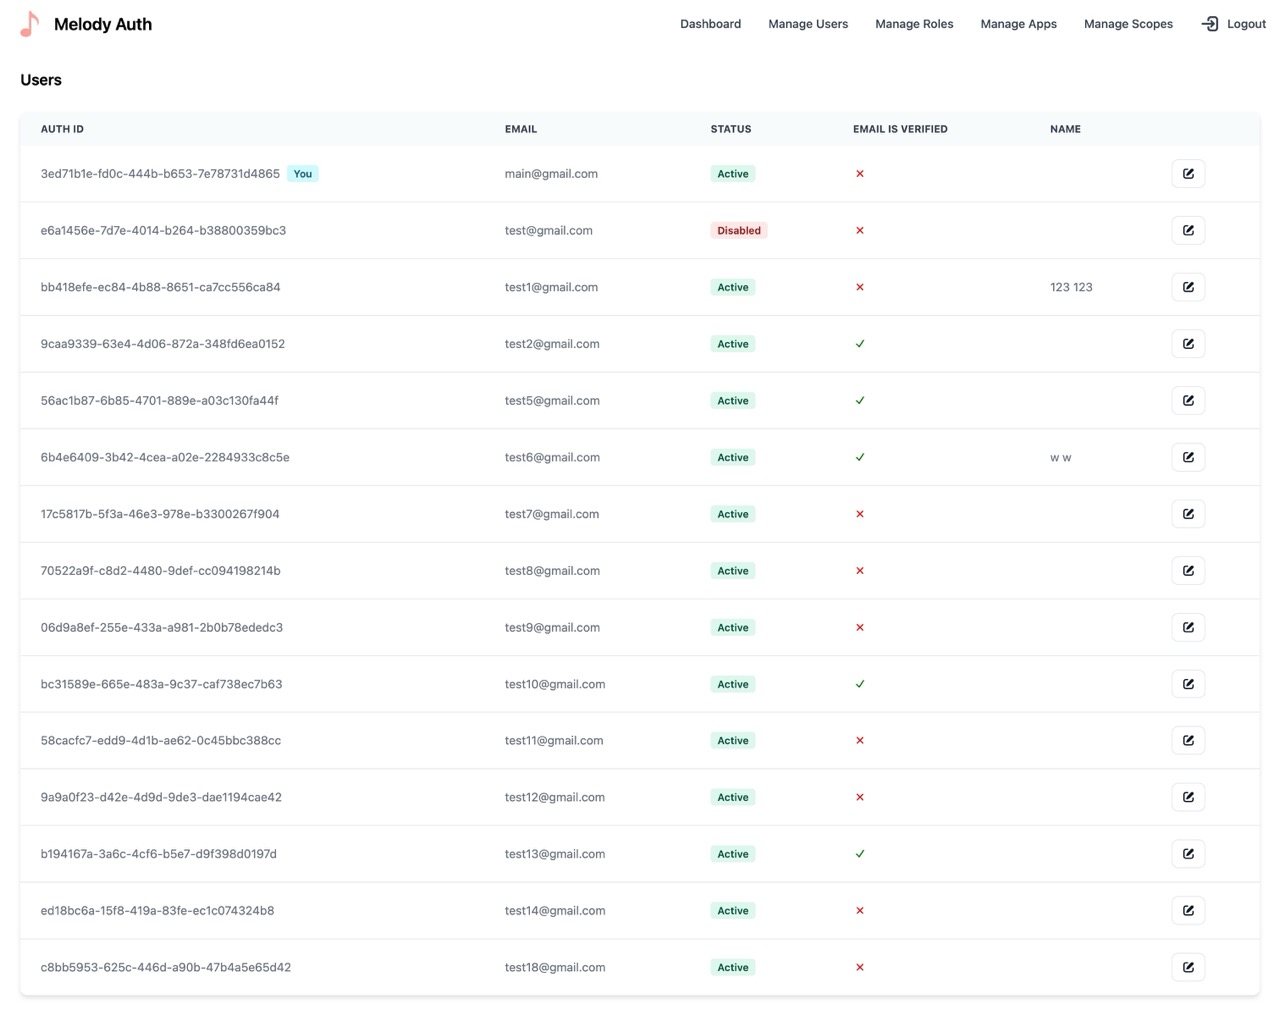 Melody Auth
Dashboard Manage Users Manage Roles Manage Apps Manage Scopes Logout
Users
AUTH ID EMAIL STATUS EMAIL IS VERIFIED NAME
3ed71b1e-fd0c-444b-b653-7e78731d4865 You main@gmail.com Active
e6a1456e-7d7e-4014-b264-b38800359bc3 test@gmail.com Disabled
bb418efe-ec84-4b88-8651-ca7cc556ca84 test1@gmail.com Active 123 123
9caa9339-63e4-4d06-872a-348fd6ea0152 test2@gmail.com Active
56ac1b87-6b85-4701-889e-a03c130fa44f test5@gmail.com Active
6b4e6409-3b42-4cea-a02e-2284933c8c5e test6@gmail.com Active w w
17c5817b-5f3a-46e3-978e-b3300267f904 test7@gmail.com Active
70522a9f-c8d2-4480-9def-cc094198214b test8@gmail.com Active
06d9a8ef-255e-433a-a981-2b0b78ededc3 test9@gmail.com Active
bc31589e-665e-483a-9c37-caf738ec7b63 test10@gmail.com Active
58cacfc7-edd9-4d1b-ae62-0c45bbc388cc test11@gmail.com Active
9a9a0f23-d42e-4d9d-9de3-dae1194cae42 test12@gmail.com Active
b194167a-3a6c-4cf6-b5e7-d9f398d0197d test13@gmail.com Active
ed18bc6a-15f8-419a-83fe-ec1c074324b8 test14@gmail.com Active
c8bb5953-625c-446d-a90b-47b4a5e65d42 test18@gmail.com Active